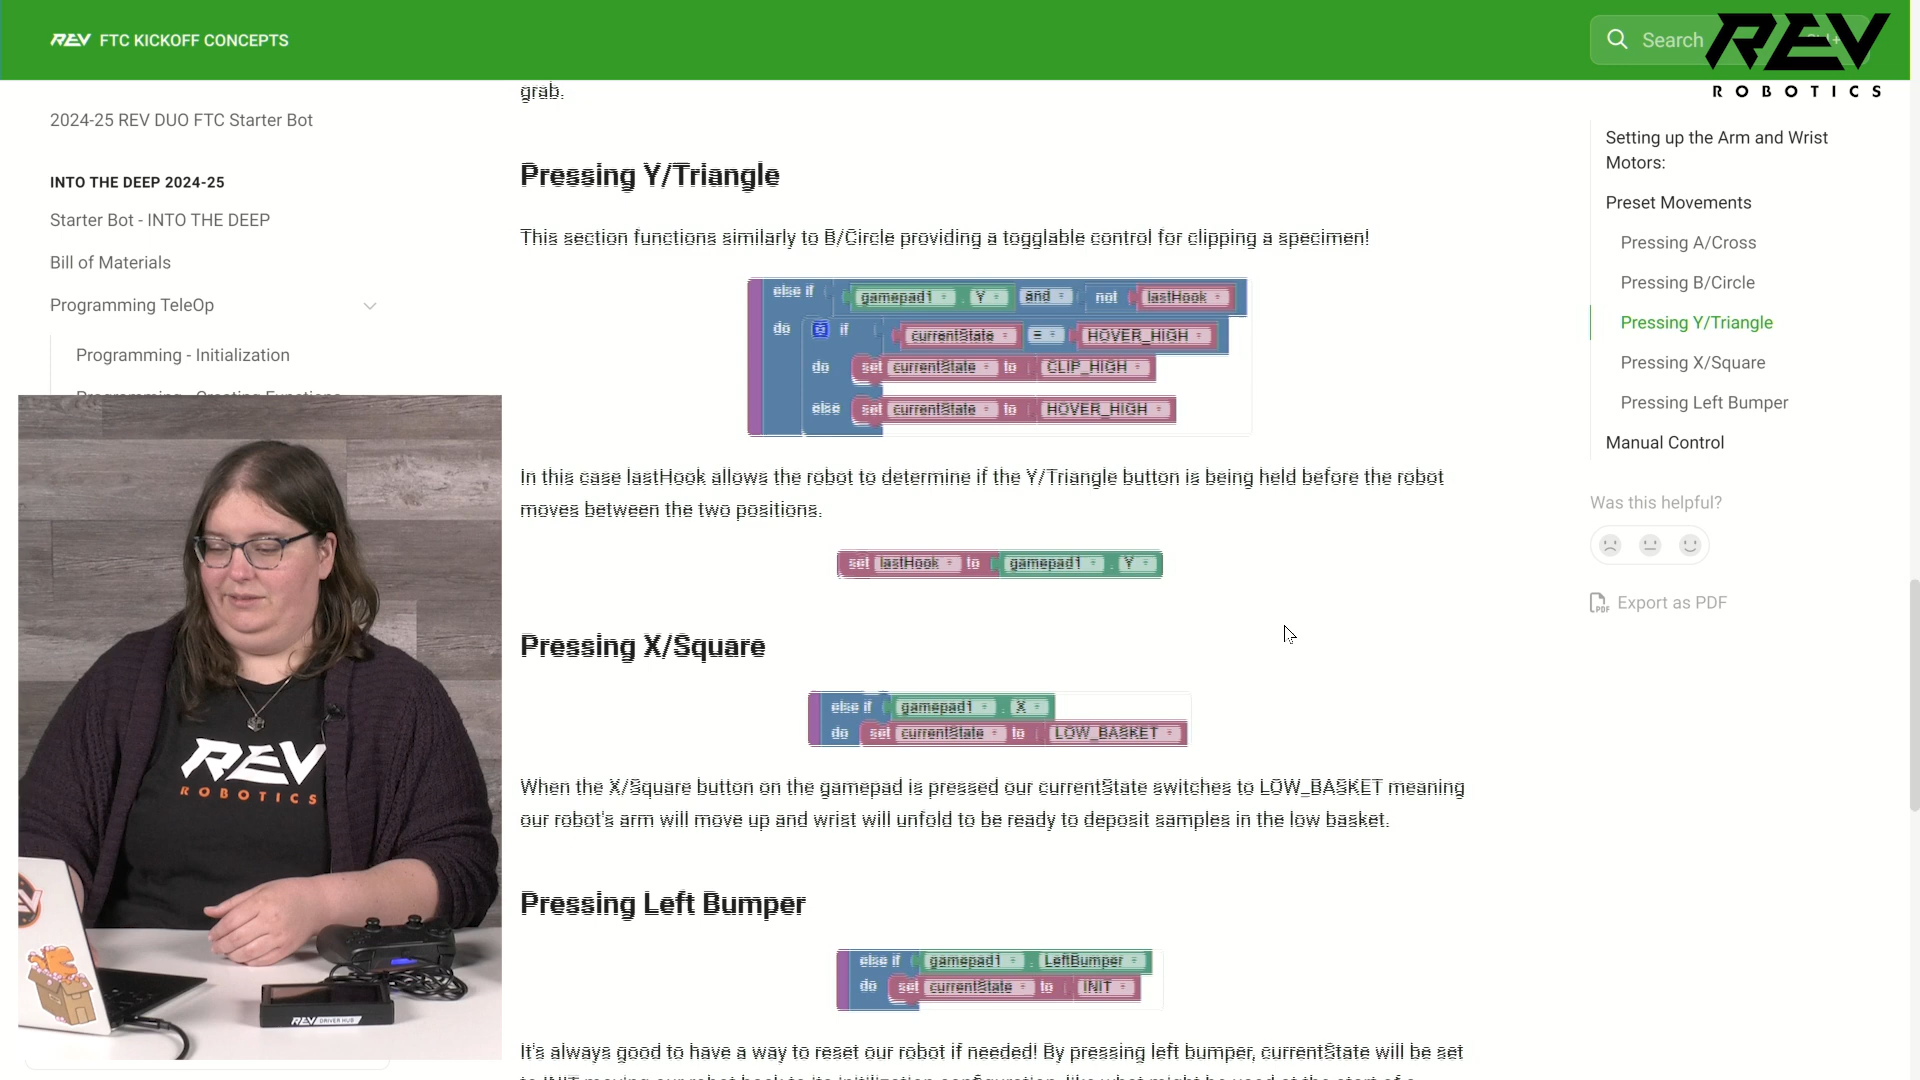 REV FTC KICKOFF CONCEPTS
Search
REV
ROBOTICS
2024-25 REV DUO FTC Starter Bot
INTO THE DEEP 2024-25
Starter Bot - INTO THE DEEP
Bill of Materials
Programming TeleOp
Programming - Initialization
Programming - Creating Functions
grab.
Pressing Y/Triangle
This section functions similarly to B/Circle providing a togglable control for clipping a specimen!
else if gamepad1 . Y and not lastHook
do if currentState = HOVER_HIGH
do set currentState to CLIP_HIGH
else set currentState to HOVER_HIGH
In this case lastHook allows the robot to determine if the Y/Triangle button is being held before the robot
moves between the two positions.
set lastHook to gamepad1 . Y
Pressing X/Square
else if gamepad1 . X
do set currentState to LOW_BASKET
When the X/Square button on the gamepad is pressed our currentState switches to LOW_BASKET meaning
our robot's arm will move up and wrist will unfold to be ready to deposit samples in the low basket.
Pressing Left Bumper
else if gamepad1 . LeftBumper
do set currentState to INIT
It's always good to have a way to reset our robot if needed! By pressing left bumper, currentState will be set
Setting up the Arm and Wrist
Motors:
Preset Movements
Pressing A/Cross
Pressing B/Circle
Pressing Y/Triangle
Pressing X/Square
Pressing Left Bumper
Manual Control
Was this helpful?
PDF Export as PDF
REV
ROBOTICS
REV DRIVER HUB